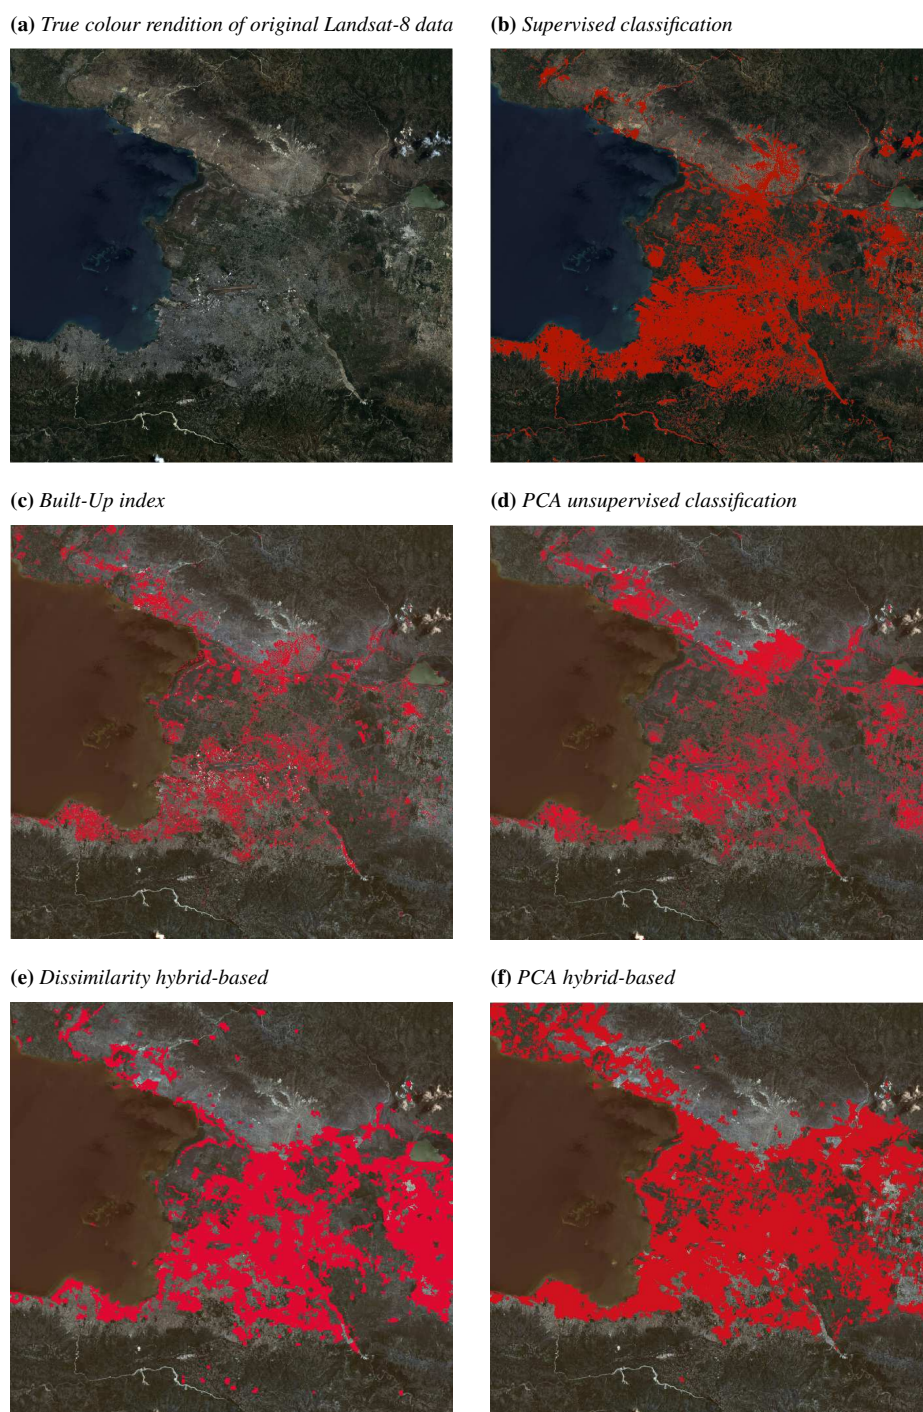 (a) True colour rendition of original Landsat-8 data
(b) Supervised classification
(c) Built-Up index
(d) PCA unsupervised classification
(e) Dissimilarity hybrid-based
(f) PCA hybrid-based